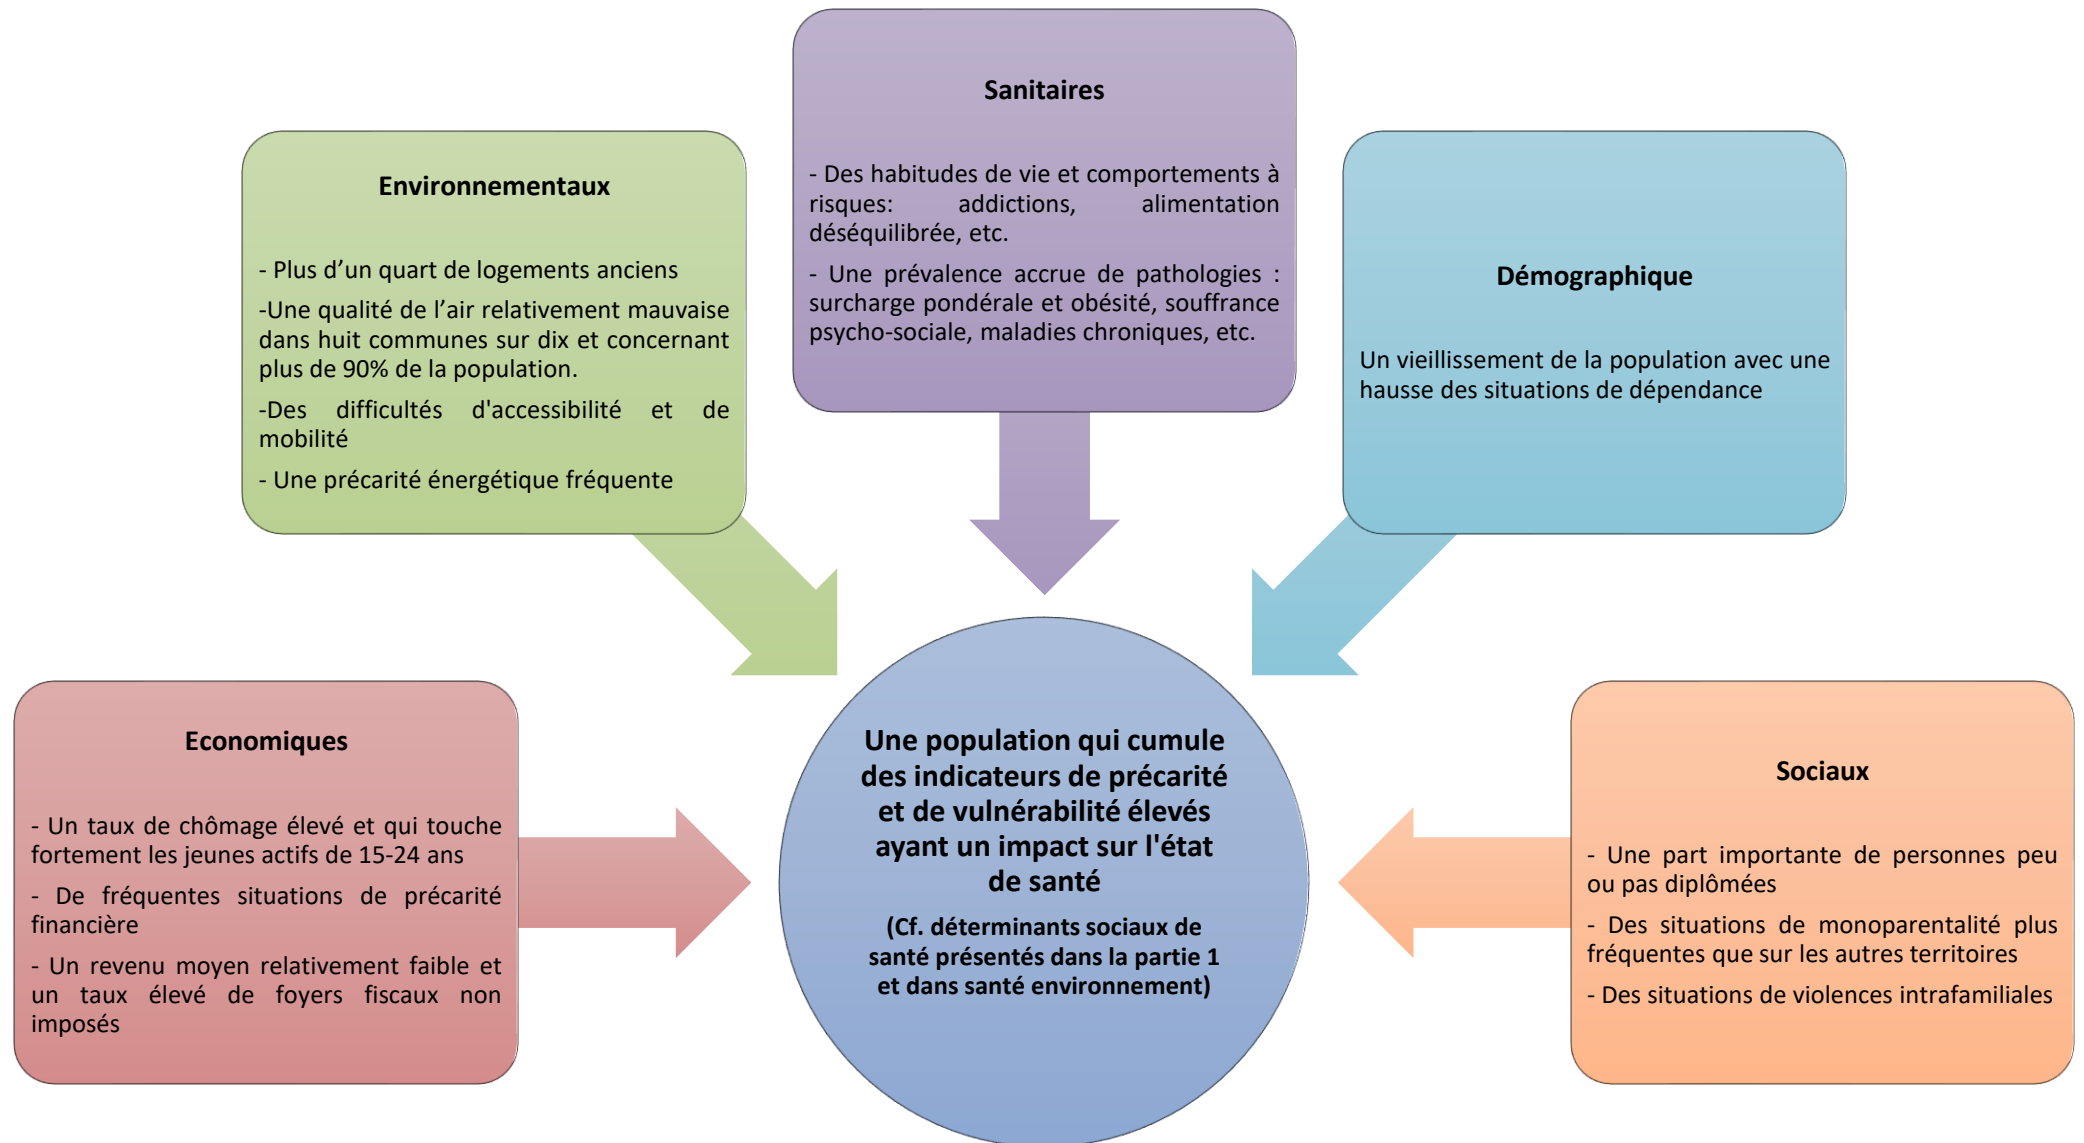 Sanitaires
- Des habitudes de vie et comportements à
risques: addictions, alimentation
déséquilibrée, etc.
- Une prévalence accrue de pathologies :
surcharge pondérale et obésité, souffrance
psycho-sociale, maladies chroniques, etc.
Environnementaux
- Plus d’un quart de logements anciens
-Une qualité de l’air relativement mauvaise
dans huit communes sur dix et concernant
plus de 90% de la population.
-Des difficultés d'accessibilité et de
mobilité
- Une précarité énergétique fréquente
Démographique
Un vieillissement de la population avec une
hausse des situations de dépendance
Economiques
- Un taux de chômage élevé et qui touche
fortement les jeunes actifs de 15-24 ans
- De fréquentes situations de précarité
financière
- Un revenu moyen relativement faible et
un taux élevé de foyers fiscaux non
imposés
Une population qui cumule
des indicateurs de précarité
et de vulnérabilité élevés
ayant un impact sur l'état
de santé
(Cf. déterminants sociaux de
santé présentés dans la partie 1
et dans santé environnement)
Sociaux
- Une part importante de personnes peu
ou pas diplômées
- Des situations de monoparentalité plus
fréquentes que sur les autres territoires
- Des situations de violences intrafamiliales